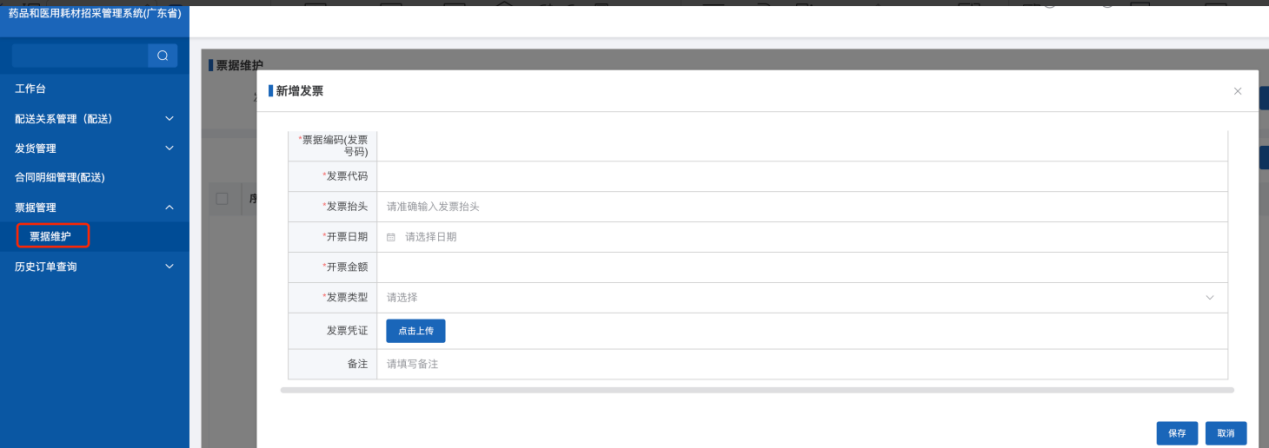 药品和医用耗材招采管理系统(广东省)
工作台
配送关系管理（配送）
发货管理
合同明细管理(配送)
票据管理
票据维护
历史订单查询
票据维护
新增发票
*票据编码(发票
号码)
*发票代码
*发票抬头 请准确输入发票抬头
*开票日期 请选择日期
*开票金额
*发票类型 请选择
发票凭证 点击上传
备注 请填写备注
保存 取消